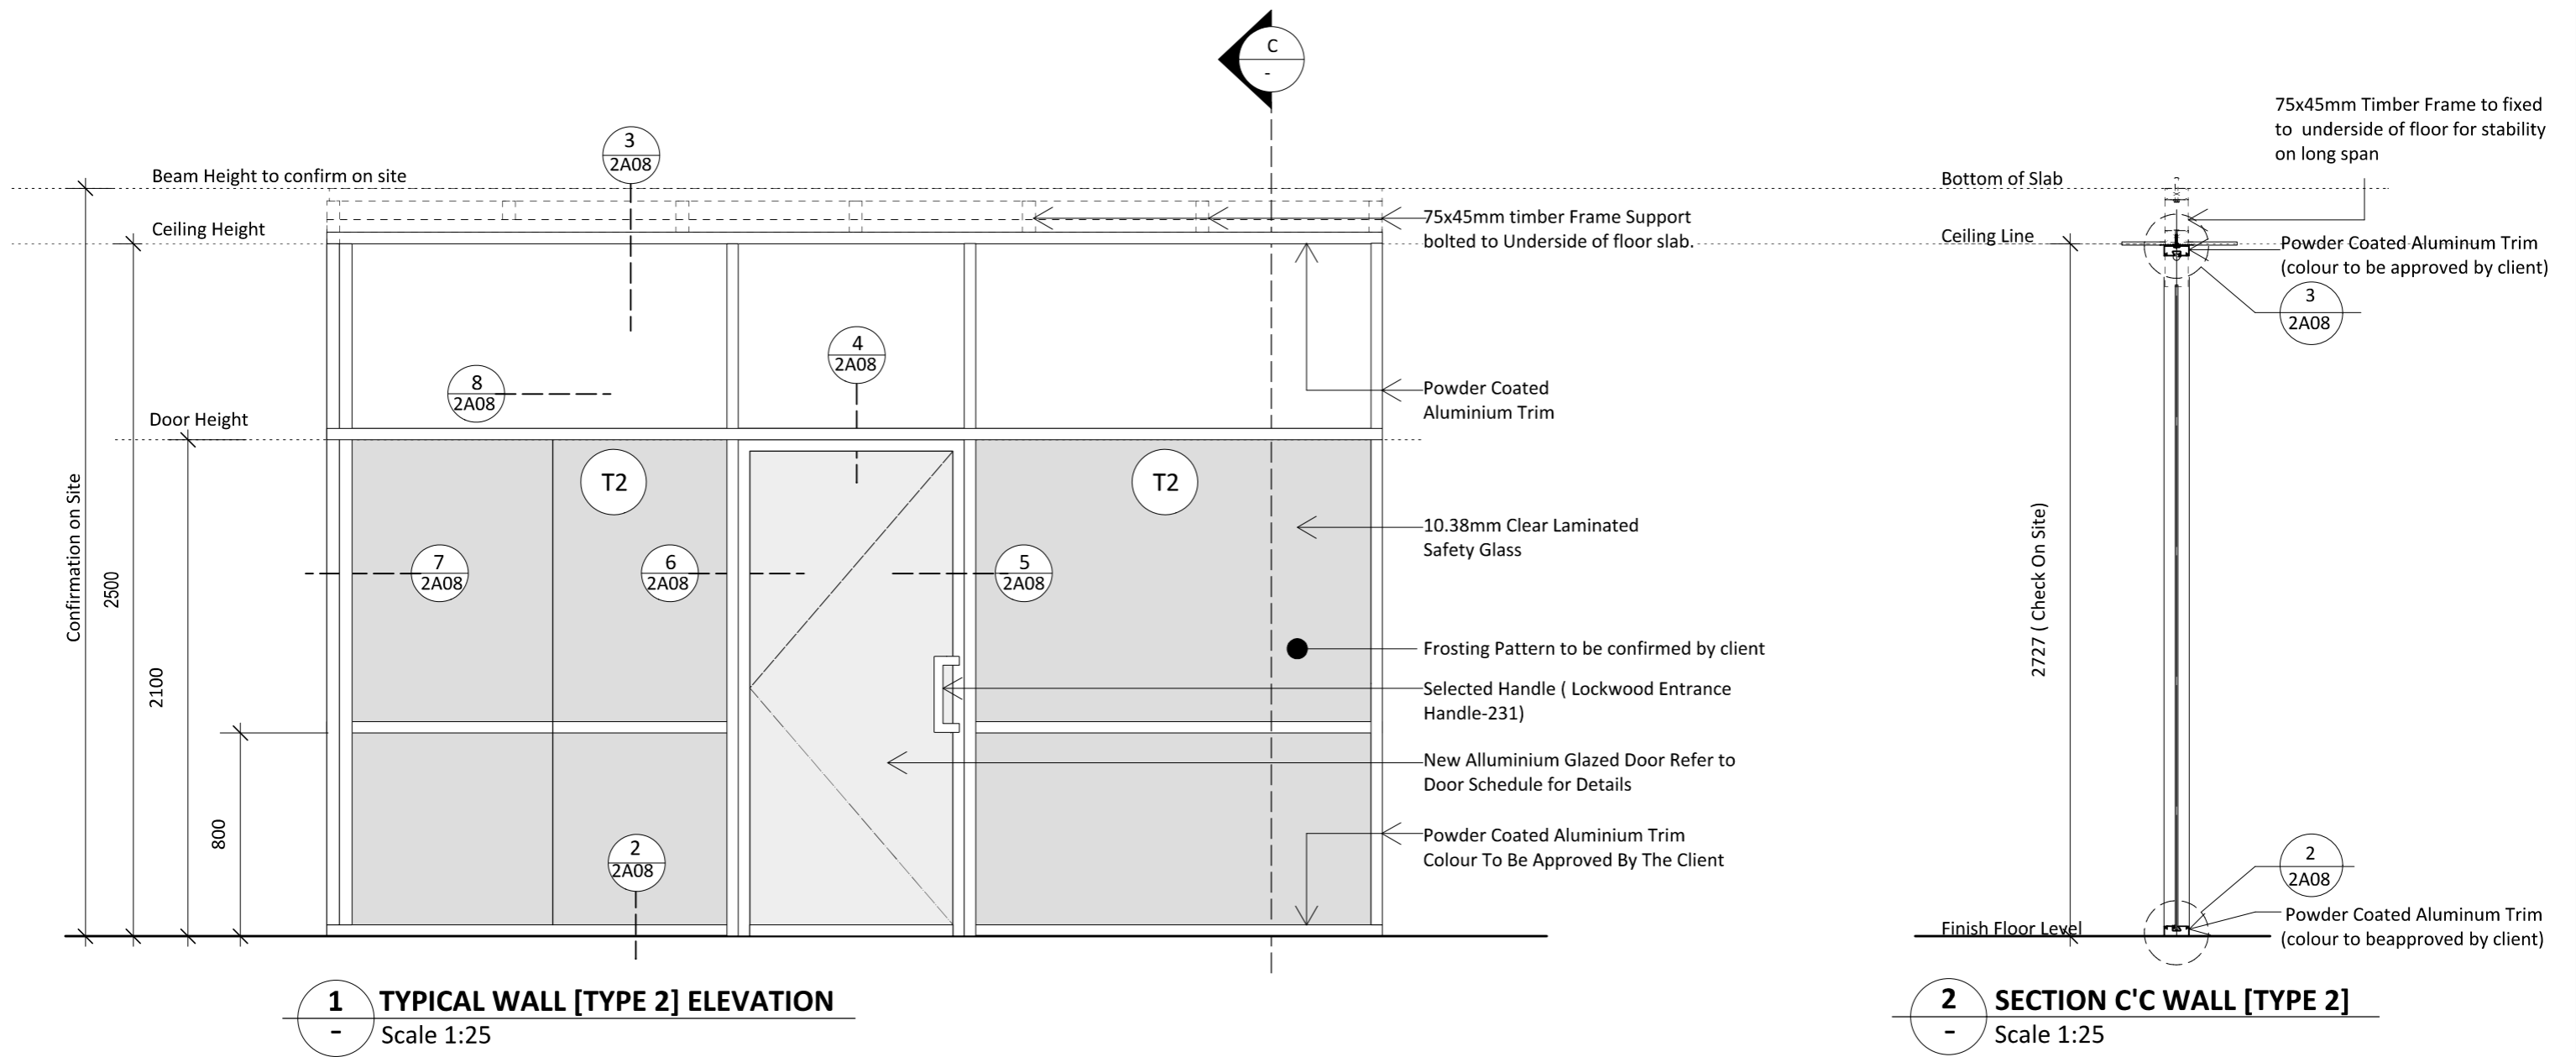 C
-
3
2A08
Beam Height to confirm on site
Ceiling Height
75x45mm timber Frame Support
bolted to Underside of floor slab.
4
2A08
8
2A08
Powder Coated
Aluminium Trim
Door Height
T2
T2
10.38mm Clear Laminated
Safety Glass
7
2A08
6
2A08
5
2A08
Confirmation on Site
2500
2100
800
Frosting Pattern to be confirmed by client
Selected Handle ( Lockwood Entrance
Handle-231)
New Alluminium Glazed Door Refer to
Door Schedule for Details
Powder Coated Aluminium Trim
Colour To Be Approved By The Client
2
2A08
1
-
TYPICAL WALL [TYPE 2] ELEVATION
Scale 1:25
75x45mm Timber Frame to fixed
to underside of floor for stability
on long span
Bottom of Slab
Ceiling Line
Powder Coated Aluminum Trim
(colour to be approved by client)
3
2A08
2727 ( Check On Site)
2
2A08
Finish Floor Level
Powder Coated Aluminum Trim
(colour to beapproved by client)
2
-
SECTION C'C WALL [TYPE 2]
Scale 1:25